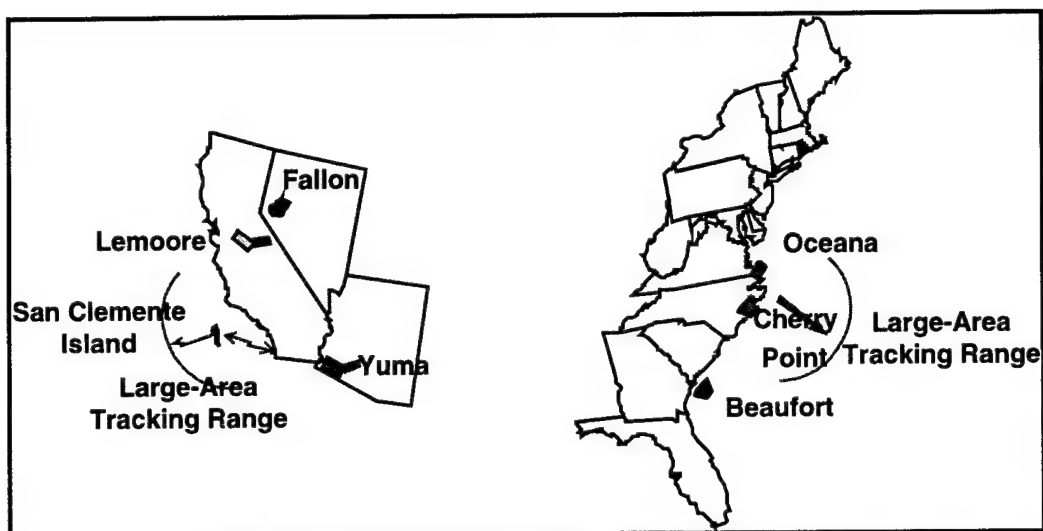 Fallon
Lemoore
San Clemente
Island
Yuma
Large-Area
Tracking Range
Oceana
Cherry
Point
Large-Area
Tracking Range
Beaufort